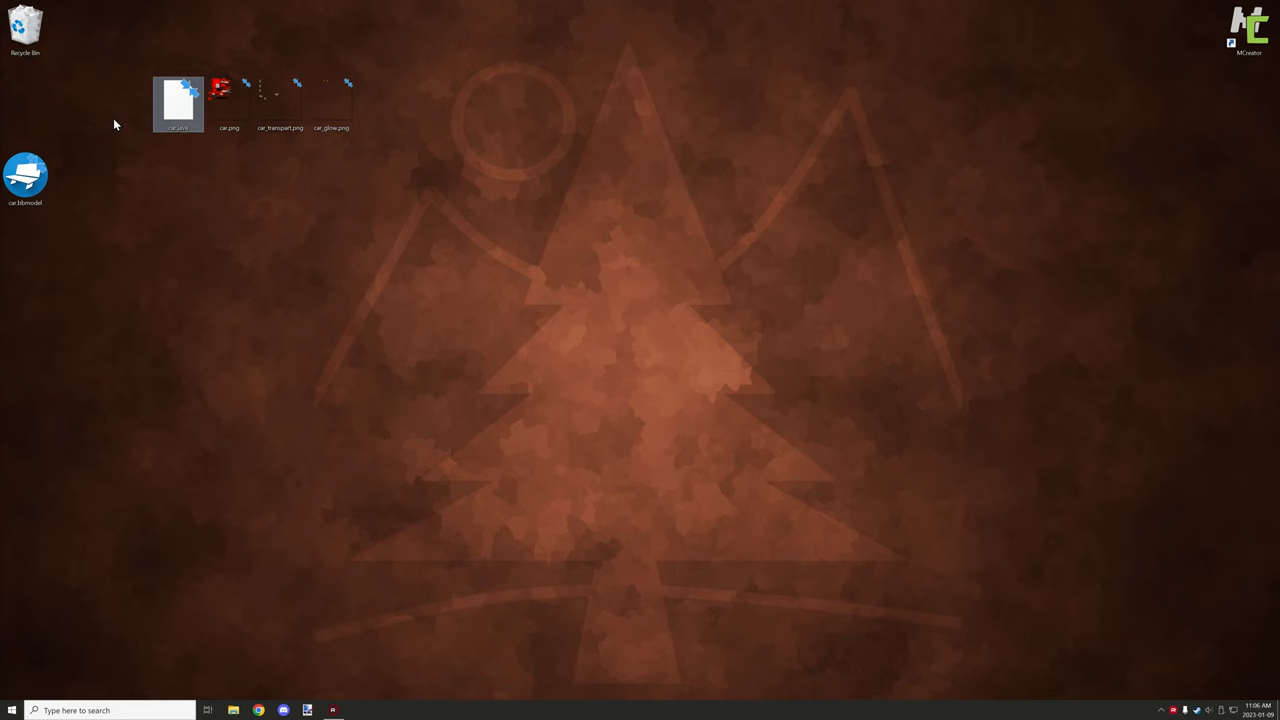 Recycle Bin
MCreator
car.java
car.png
car_transpart.png
car_glow.png
car.bbmodel
Type here to search
11:06 AM
2023-01-09